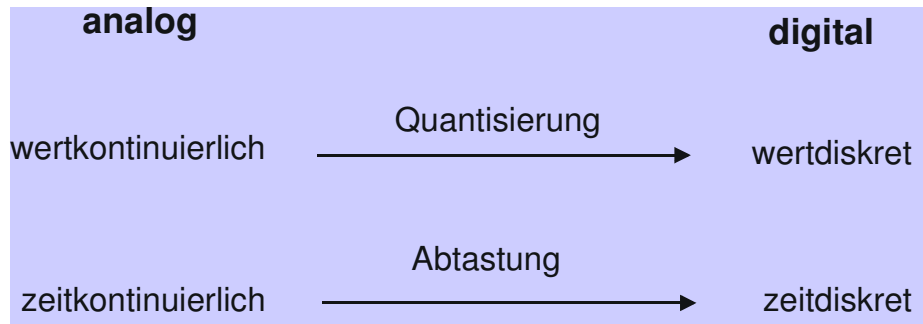 analog
digital
Quantisierung
wertkontinuierlich
wertdiskret
Abtastung
zeitkontinuierlich
zeitdiskret